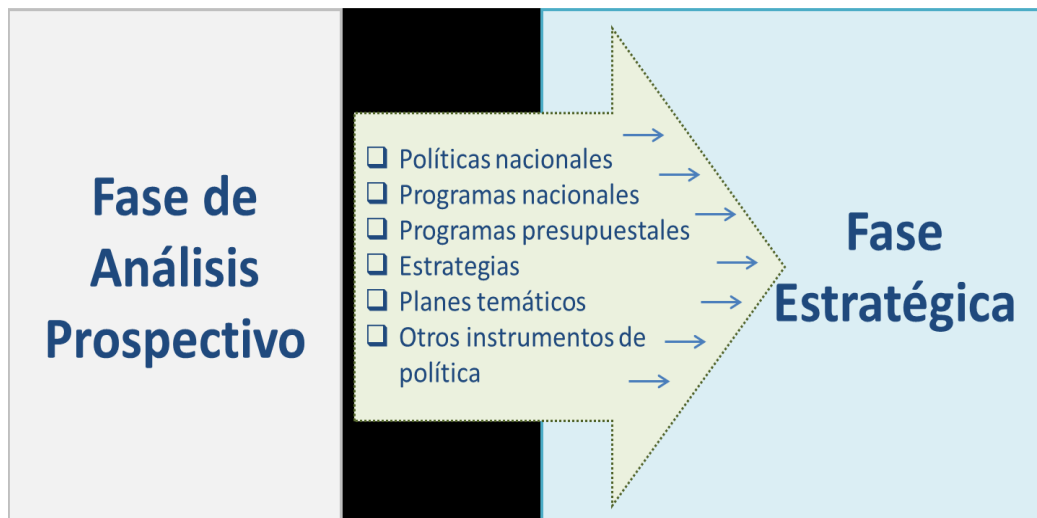 Fase de
Análisis
Prospectivo
❑ Políticas nacionales
❑ Programas nacionales
❑ Programas presupuestales
❑ Estrategias
❑ Planes temáticos
❑ Otros instrumentos de
política
Fase
Estratégica